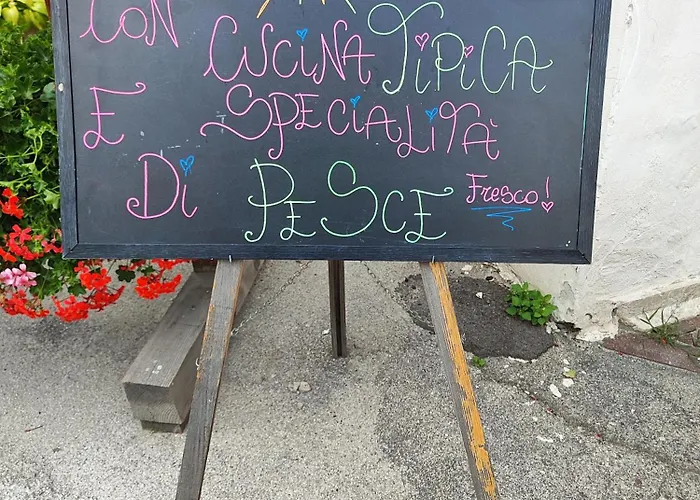 Con
Cucina Tipica
E Specialità
Di Pesce Fresco!